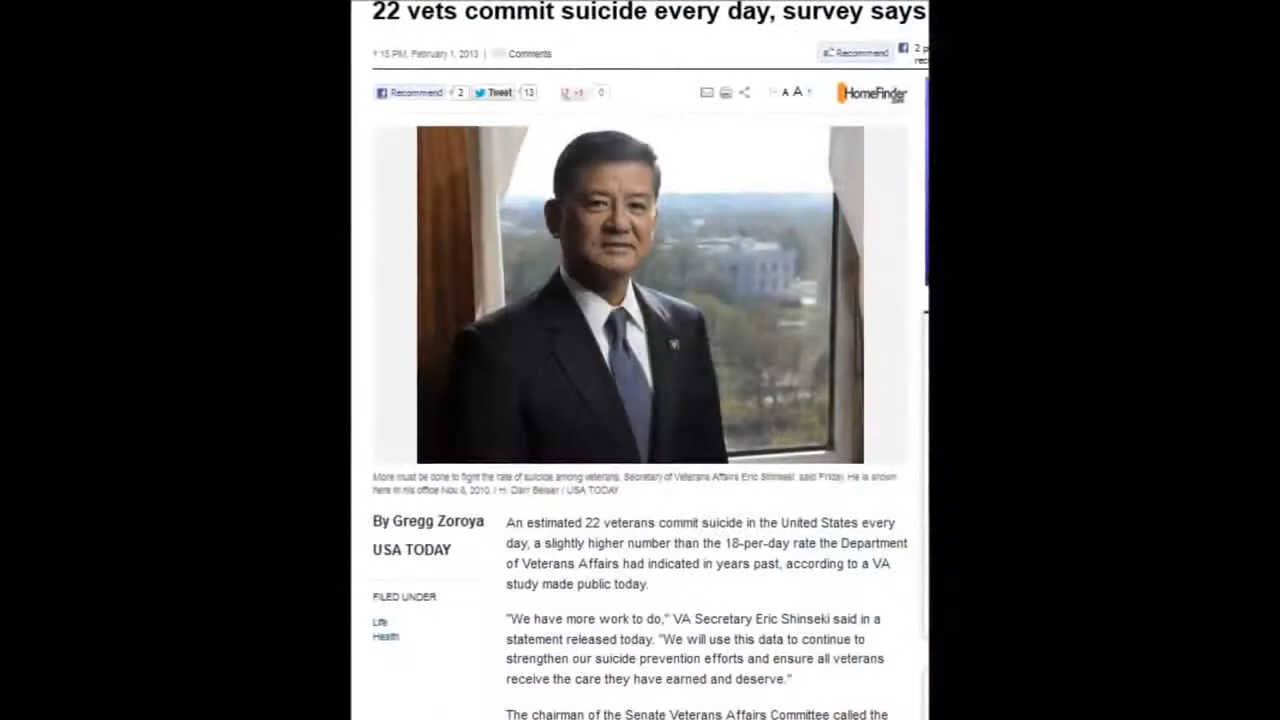 22 vets commit suicide every day, survey says
1:15 PM, February 1, 2013 | Comments
Recommend
2 p
rec
Recommend 2 Tweet 13 +1 0
A A
HomeFinder
More must be done to fight the rate of suicide among veterans, Secretary of Veterans Affairs Eric Shinseki, said Friday. He is shown
here in his office Nov 8, 2010. / H. Darr Beiser / USA TODAY
By Gregg Zoroya
USA TODAY
FILED UNDER
Life
Health
An estimated 22 veterans commit suicide in the United States every
day, a slightly higher number than the 18-per-day rate the Department
of Veterans Affairs had indicated in years past, according to a VA
study made public today.
"We have more work to do," VA Secretary Eric Shinseki said in a
statement released today. "We will use this data to continue to
strengthen our suicide prevention efforts and ensure all veterans
receive the care they have earned and deserve."
The chairman of the Senate Veterans Affairs Committee called the